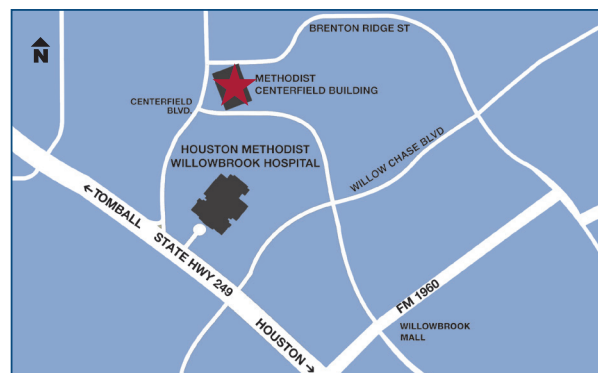 BRENTON RIDGE ST
N
METHODIST
CENTERFIELD BUILDING
CENTERFIELD
BLVD.
HOUSTON METHODIST
WILLOWBROOK HOSPITAL
WILLOW CHASE BLVD
←TOMBALL
STATE HWY 249
HOUSTON→
FM 1960
WILLOWBROOK
MALL